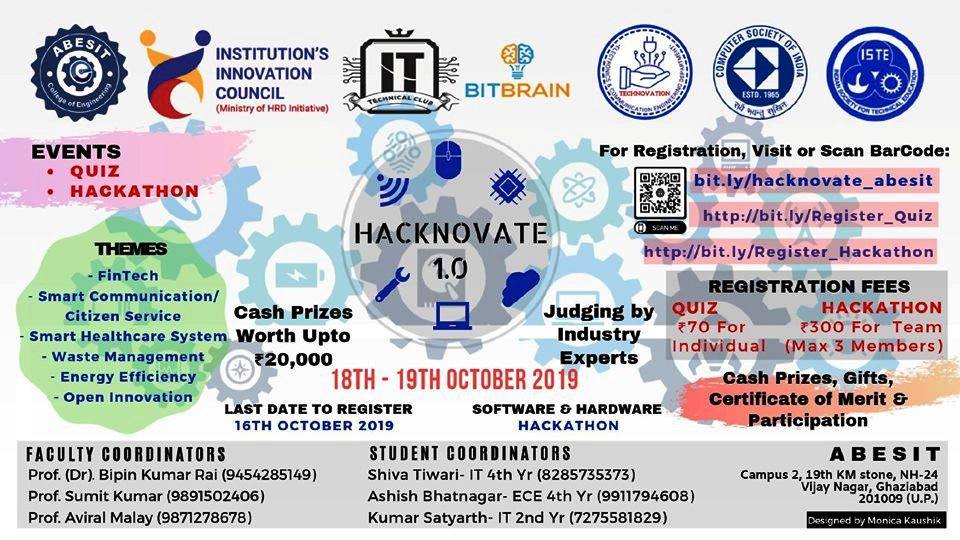 ABESIT
College of Engineering
INSTITUTION'S
INNOVATION
COUNCIL
(Ministry of HRD Initiative)
IT
TECHNICAL CLUB
BITBRAIN
TECHNOVATION
COMPUTER SOCIETY OF INDIA
ESTD. 1965
ISTE
INDIAN SOCIETY FOR TECHNICAL EDUCATION
EVENTS
• QUIZ
• HACKATHON
THEMES
- FinTech
- Smart Communication/
Citizen Service
- Smart Healthcare System
- Waste Management
- Energy Efficiency
- Open Innovation
HACKNOVATE
1.0
Cash Prizes
Worth Upto
₹20,000
Judging by
Industry
Experts
18TH - 19TH OCTOBER 2019
LAST DATE TO REGISTER
16TH OCTOBER 2019
SOFTWARE & HARDWARE
HACKATHON
For Registration, Visit or Scan BarCode:
SCAN ME
bit.ly/hacknovate_abesit
http://bit.ly/Register_Quiz
http://bit.ly/Register_Hackathon
REGISTRATION FEES
QUIZ
₹70 For
Individual
HACKATHON
₹300 For Team
(Max 3 Members)
Cash Prizes, Gifts,
Certificate of Merit &
Participation
FACULTY COORDINATORS
Prof. (Dr). Bipin Kumar Rai (9454285149)
Prof. Sumit Kumar (9891502406)
Prof. Aviral Malay (9871278678)
STUDENT COORDINATORS
Shiva Tiwari- IT 4th Yr (8285735373)
Ashish Bhatnagar- ECE 4th Yr (9911794608)
Kumar Satyarth- IT 2nd Yr (7275581829)
ABESIT
Campus 2, 19th KM stone, NH-24
Vijay Nagar, Ghaziabad
201009 (U.P.)
Designed by Monica Kaushik